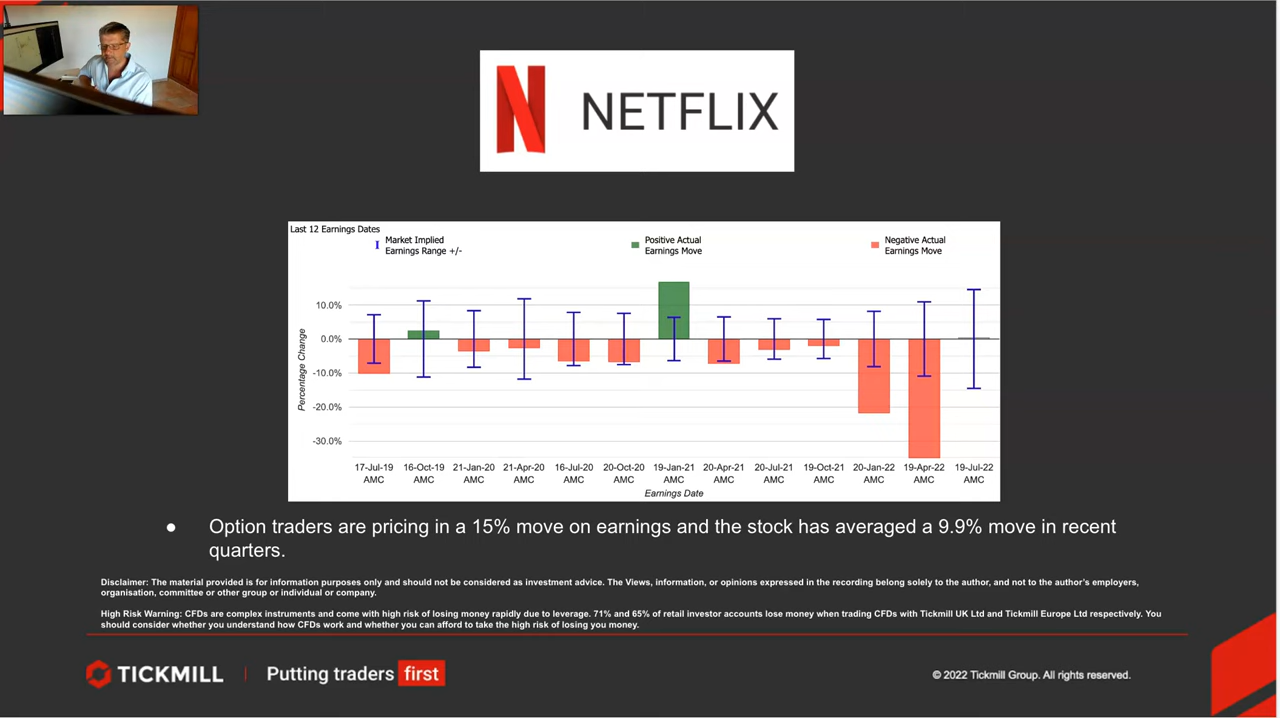 NETFLIX
Last 12 Earnings Dates
Market Implied
Earnings Range +/-
Positive Actual
Earnings Move
Negative Actual
Earnings Move
Percentage Change
10.0%
0.0%
-10.0%
-20.0%
-30.0%
17-Jul-19 16-Oct-19 21-Jan-20 21-Apr-20 16-Jul-20 20-Oct-20 19-Jan-21 20-Apr-21 20-Jul-21 19-Oct-21 20-Jan-22 19-Apr-22 19-Jul-22
AMC AMC AMC AMC AMC AMC AMC AMC AMC AMC AMC AMC AMC
Earnings Date
● Option traders are pricing in a 15% move on earnings and the stock has averaged a 9.9% move in recent
quarters.
Disclaimer: The material provided is for information purposes only and should not be considered as investment advice. The Views, information, or opinions expressed in the recording belong solely to the author, and not to the author's employers,
organisation, committee or other group or individual or company.
High Risk Warning: CFDs are complex instruments and come with high risk of losing money rapidly due to leverage. 71% and 65% of retail investor accounts lose money when trading CFDs with Tickmill UK Ltd and Tickmill Europe Ltd respectively. You
should consider whether you understand how CFDs work and whether you can afford to take the high risk of losing you money.
TICKMILL | Putting traders first
© 2022 Tickmill Group. All rights reserved.